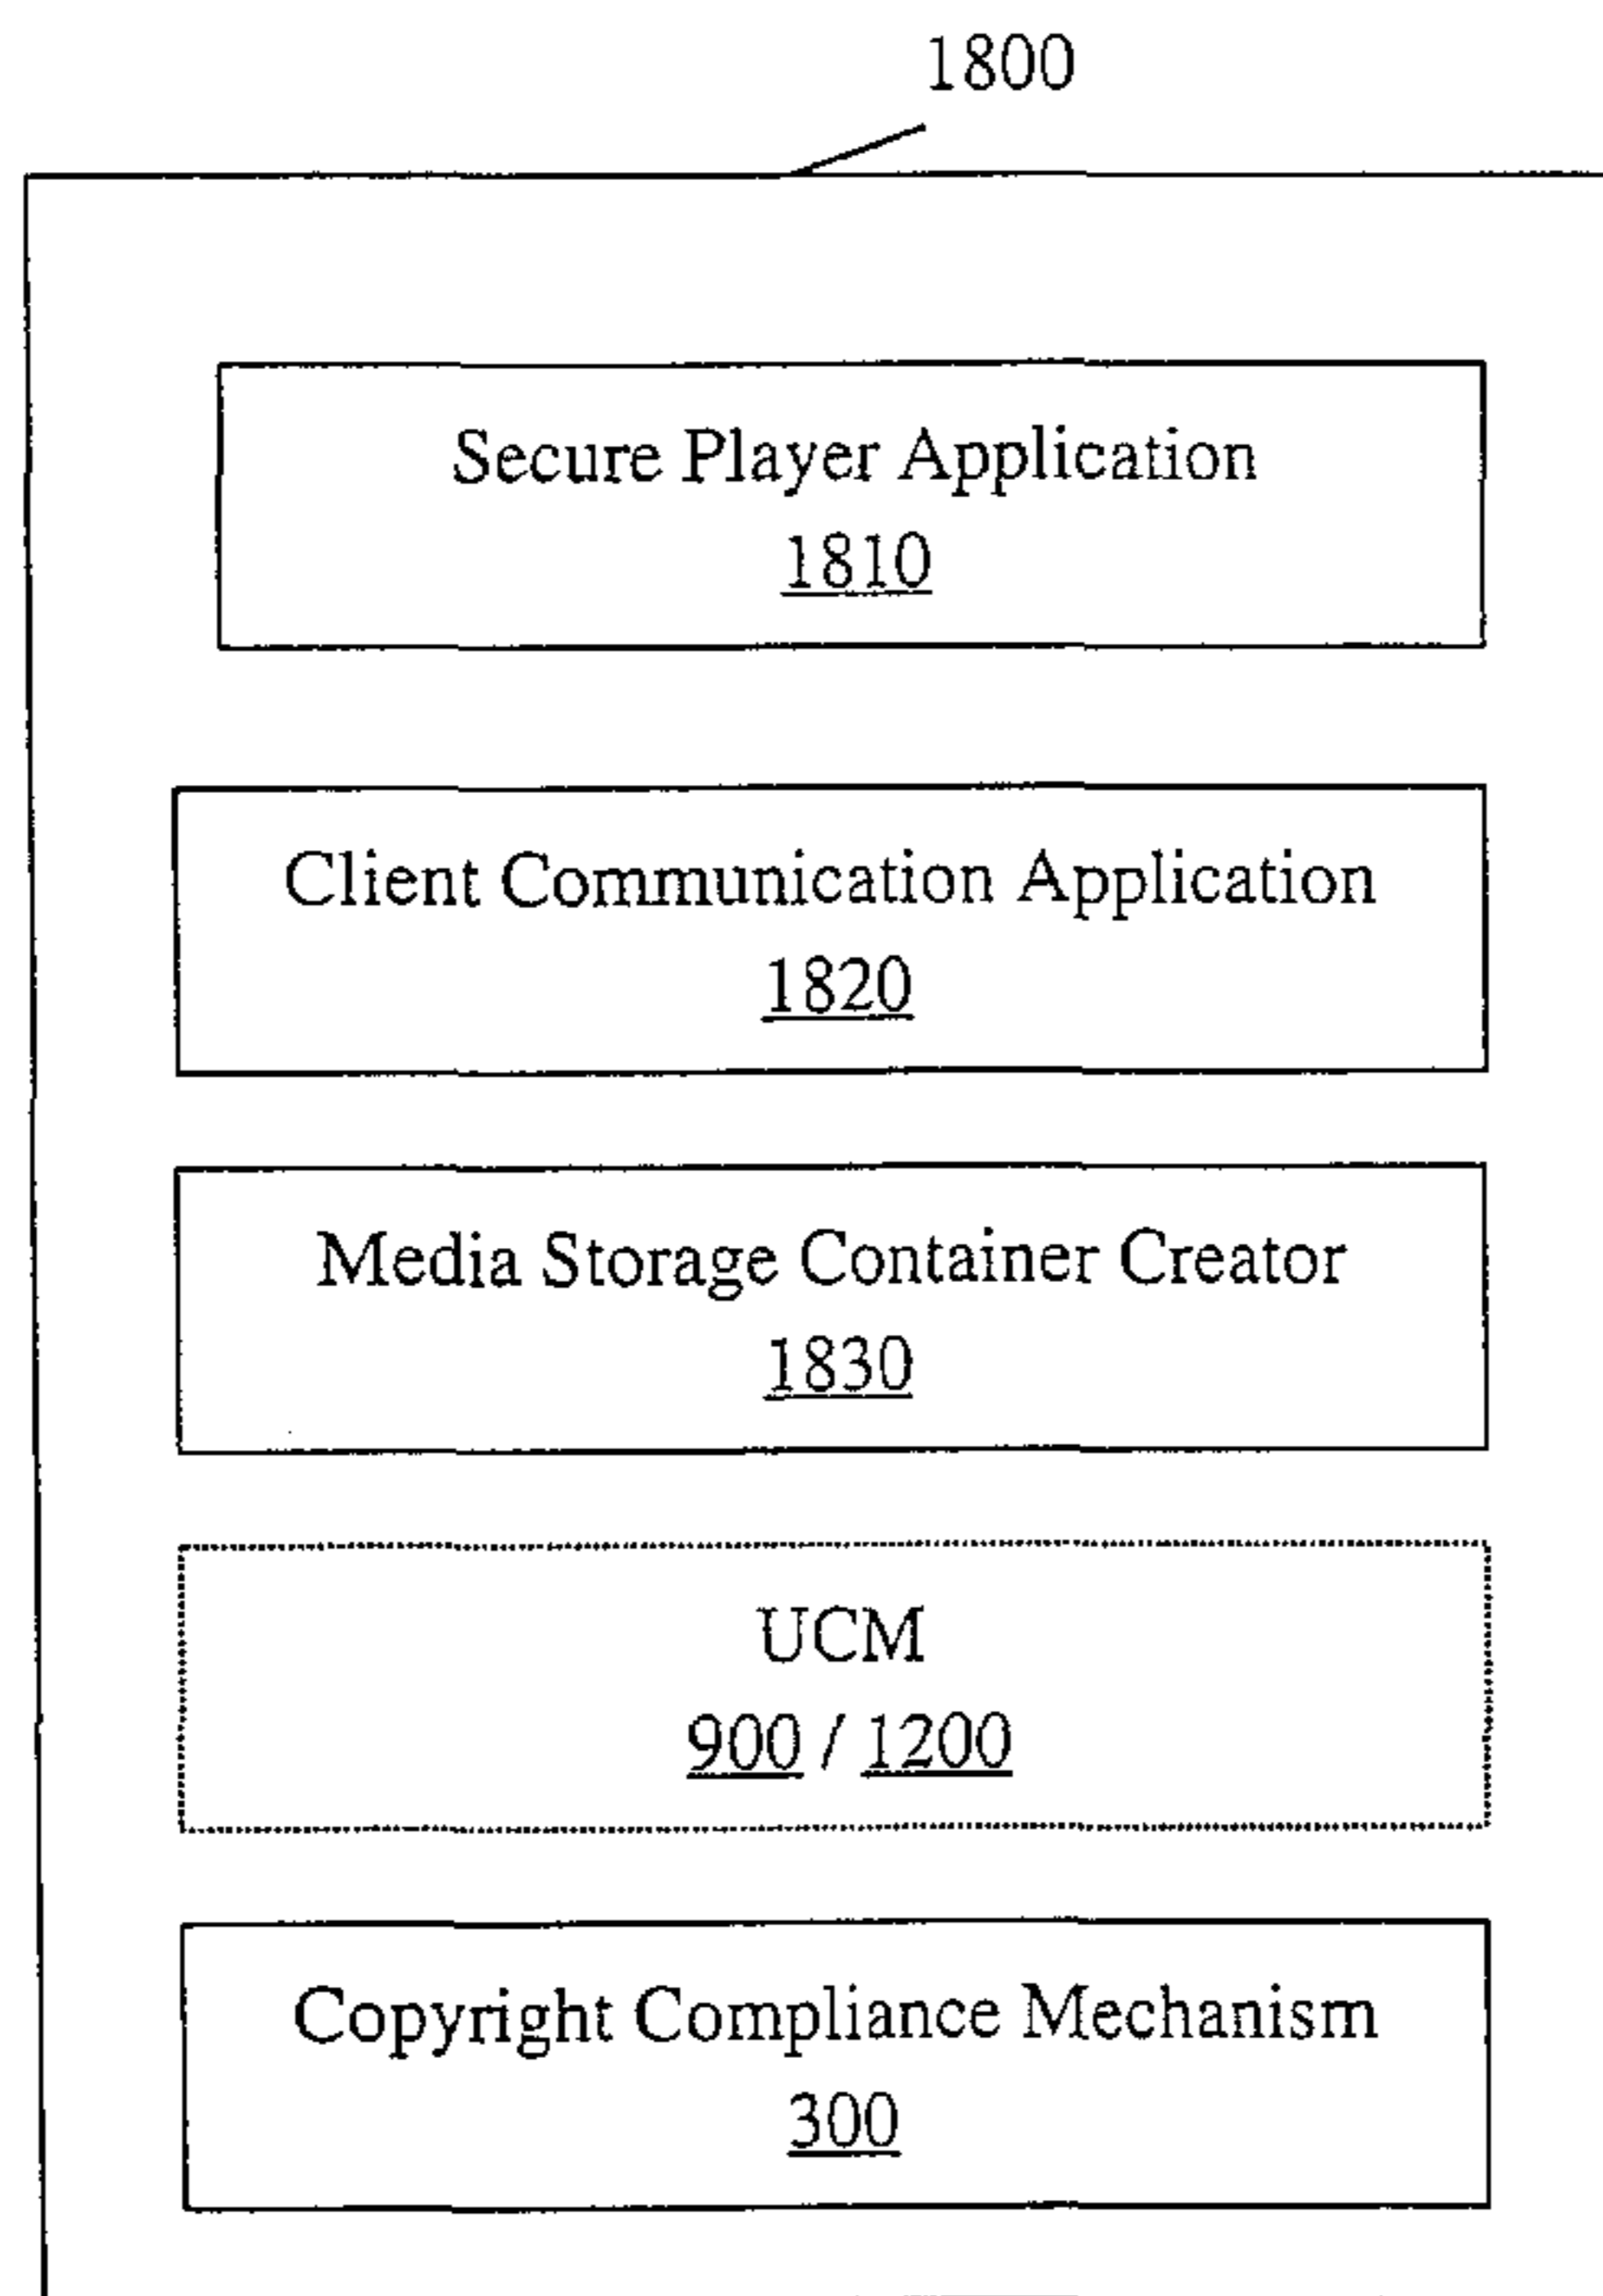 1800
Secure Player Application
1810
Client Communication Application
1820
Media Storage Container Creator
1830
UCM
900 / 1200
Copyright Compliance Mechanism
300